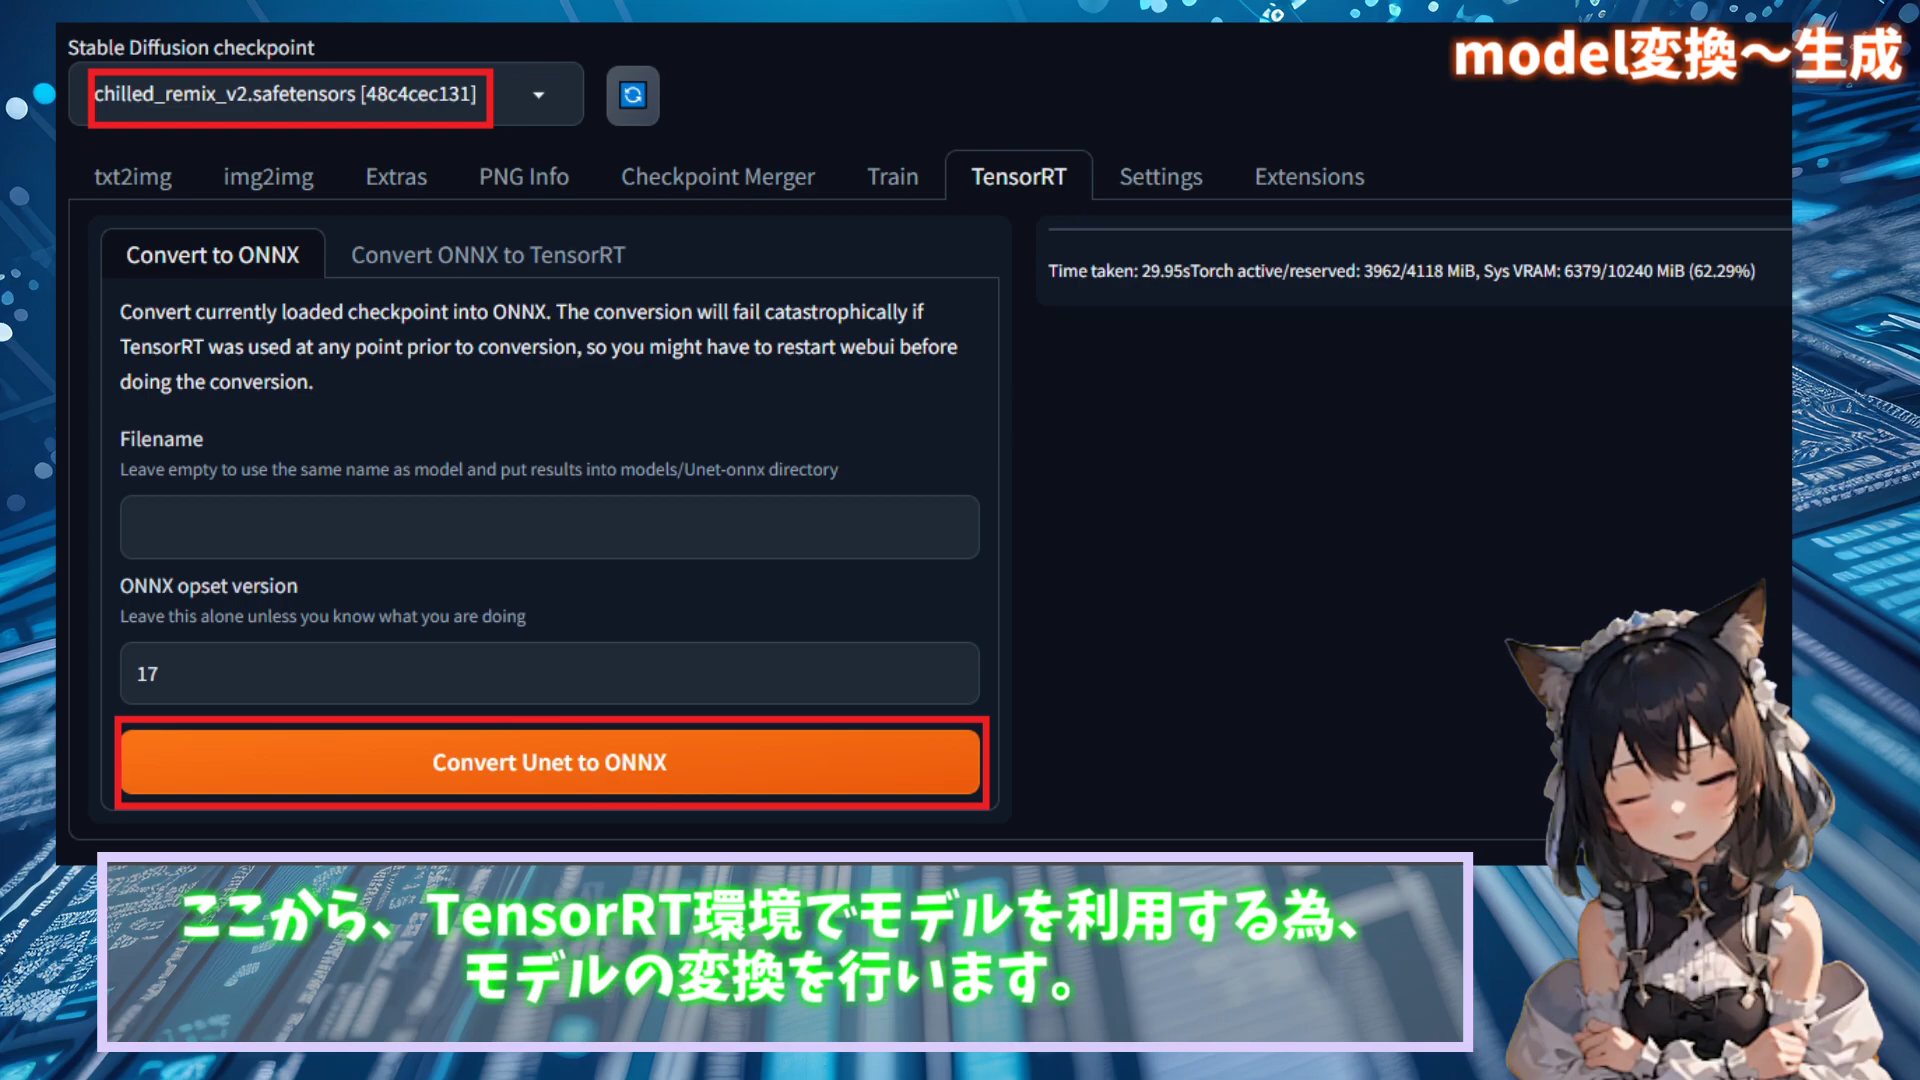 Stable Diffusion checkpoint
model変換～生成
chilled_remix_v2.safetensors [48c4cec131]
txt2img img2img Extras PNG Info Checkpoint Merger Train TensorRT Settings Extensions
Convert to ONNX Convert ONNX to TensorRT
Time taken: 29.95sTorch active/reserved: 3962/4118 MiB, Sys VRAM: 6379/10240 MiB (62.29%)
Convert currently loaded checkpoint into ONNX. The conversion will fail catastrophically if
TensorRT was used at any point prior to conversion, so you might have to restart webui before
doing the conversion.
Filename
Leave empty to use the same name as model and put results into models/Unet-onnx directory
ONNX opset version
Leave this alone unless you know what you are doing
17
Convert Unet to ONNX
ここから、TensorRT環境でモデルを利用する為、
モデルの変換を行います。